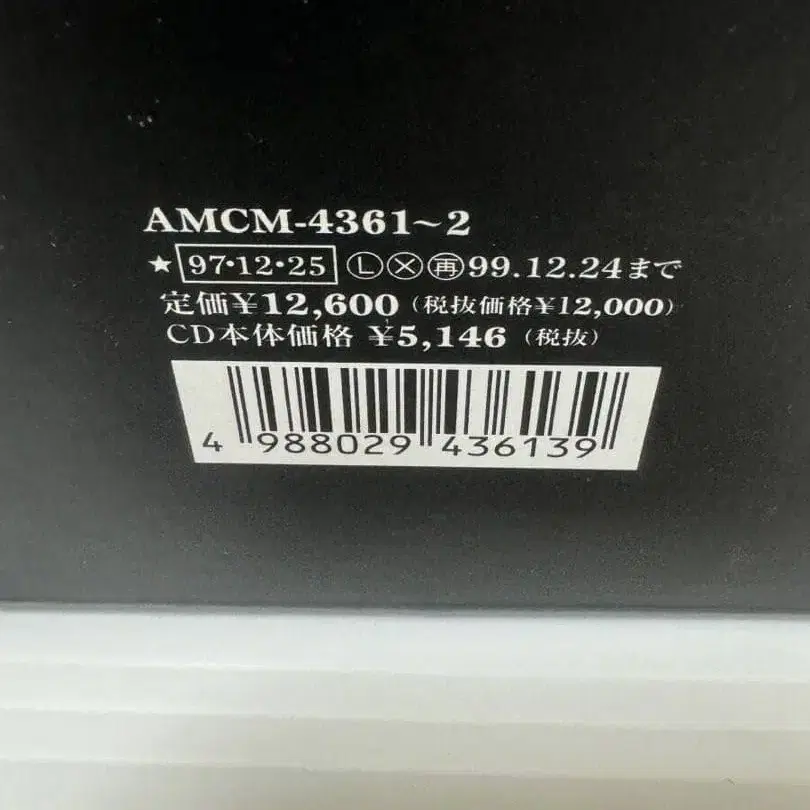 AMCM-4361~2
★ 97・12・25 Ⓛ Ⓧ ㊢99.12.24まで
定価¥12,600 (税抜価格¥12,000)
CD本体価格 ¥5,146 (税抜)
4 988029 436139